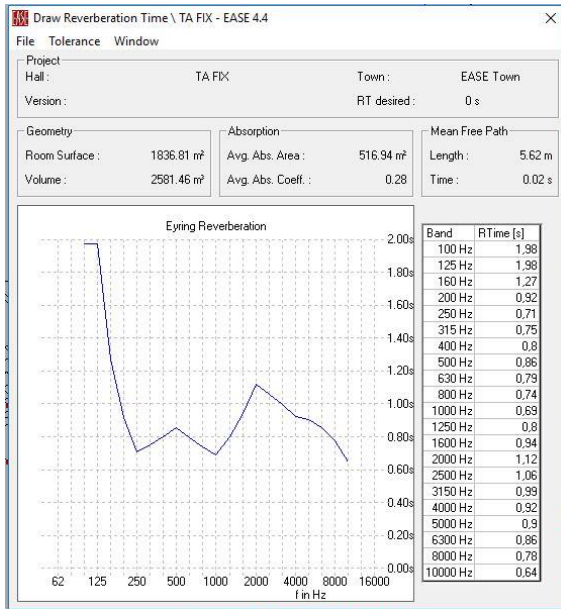 EASE Draw Reverberation Time \ TA FIX - EASE 4.4
File Tolerance Window
Project
Hall : TA FIX Town : EASE Town
Version : RT desired : 0 s
Geometry Absorption Mean Free Path
Room Surface : 1836.81 m² Avg. Abs. Area : 516.94 m² Length : 5.62 m
Volume : 2581.46 m³ Avg. Abs. Coeff. : 0.28 Time : 0.02 s
Eyring Reverberation
2.00s
1.80s
1.60s
1.40s
1.20s
1.00s
0.80s
0.60s
0.40s
0.20s
0.00s
62 125 250 500 1000 2000 4000 8000 16000
f in Hz
Band RTime [s]
100 Hz 1,98
125 Hz 1,98
160 Hz 1,27
200 Hz 0,92
250 Hz 0,71
315 Hz 0,75
400 Hz 0,8
500 Hz 0,86
630 Hz 0,79
800 Hz 0,74
1000 Hz 0,69
1250 Hz 0,8
1600 Hz 0,94
2000 Hz 1,12
2500 Hz 1,06
3150 Hz 0,99
4000 Hz 0,92
5000 Hz 0,9
6300 Hz 0,86
8000 Hz 0,78
10000 Hz 0,64